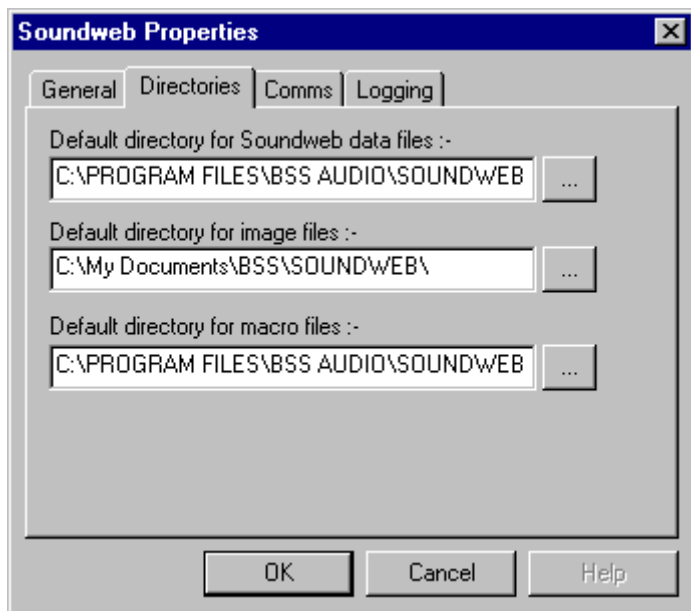 Soundweb Properties
General Directories Comms Logging
Default directory for Soundweb data files :-
C:\PROGRAM FILES\BSS AUDIO\SOUNDWEB
...
Default directory for image files :-
C:\My Documents\BSS\SOUNDWEB\
...
Default directory for macro files :-
C:\PROGRAM FILES\BSS AUDIO\SOUNDWEB
...
OK Cancel Help